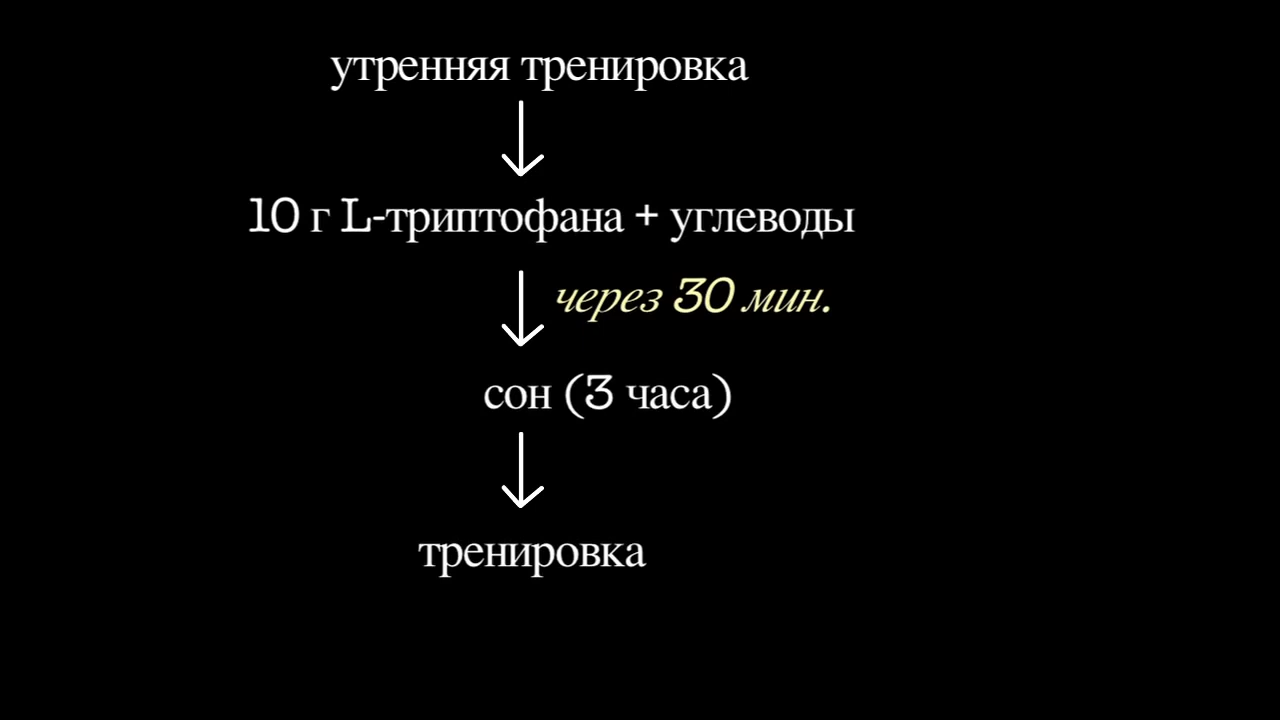 утренняя тренировка
10 г L-триптофана + углеводы
через 30 мин.
сон (3 часа)
тренировка